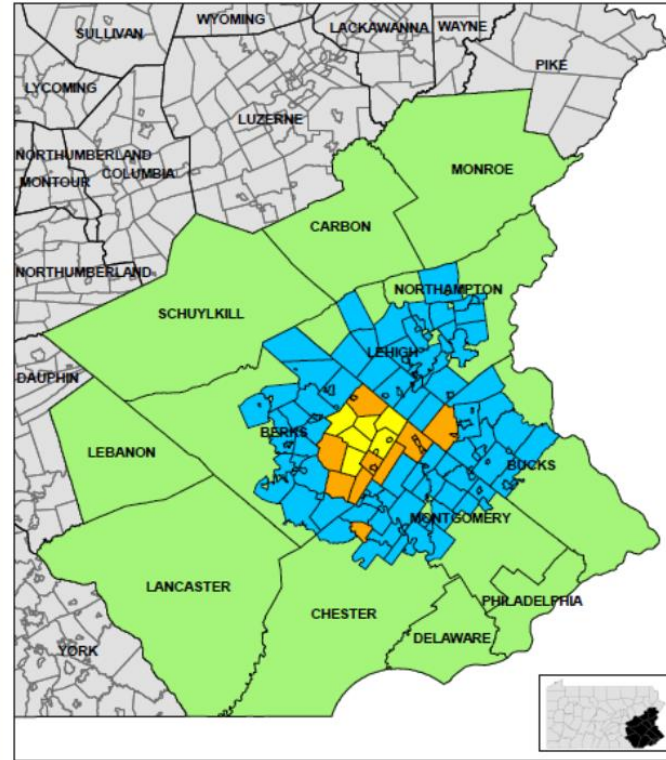 WYOMING
SULLIVAN
LACKAWANNA
WAYNE
PIKE
LYCOMING
LUZERNE
NORTHUMBERLAND
MONTOUR
COLUMBIA
MONROE
CARBON
NORTHUMBERLAND
NORTHAMPTON
SCHUYLKILL
LEHIGH
DAUPHIN
BERKS
LEBANON
BUCKS
MONTGOMERY
LANCASTER
CHESTER
PHILADELPHIA
DELAWARE
YORK